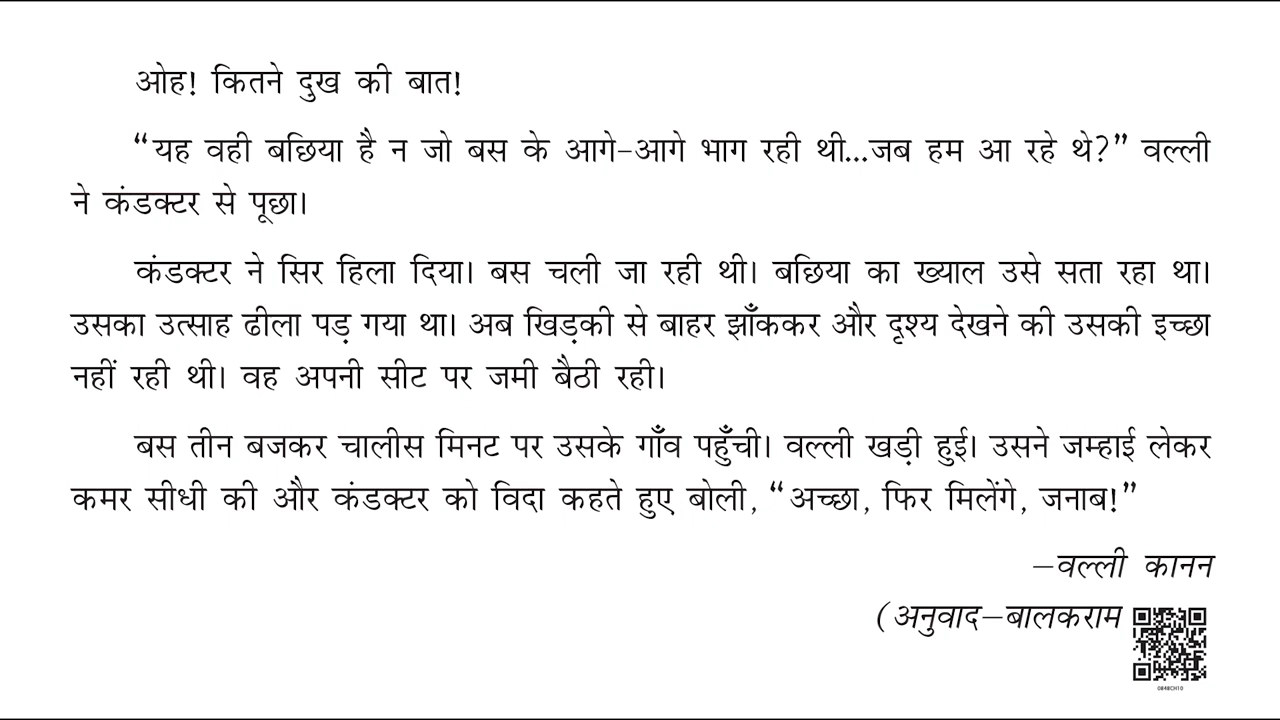 ओह! कितने दुख की बात!
“यह वही बछिया है न जो बस के आगे-आगे भाग रही थी...जब हम आ रहे थे?” वल्ली
ने कंडक्टर से पूछा।
कंडक्टर ने सिर हिला दिया। बस चली जा रही थी। बछिया का ख्याल उसे सता रहा था।
उसका उत्साह ढीला पड़ गया था। अब खिड़की से बाहर झाँककर और दृश्य देखने की उसकी इच्छा
नहीं रही थी। वह अपनी सीट पर जमी बैठी रही।
बस तीन बजकर चालीस मिनट पर उसके गाँव पहुँची। वल्ली खड़ी हुई। उसने जम्हाई लेकर
कमर सीधी की और कंडक्टर को विदा कहते हुए बोली, “अच्छा, फिर मिलेंगे, जनाब!”
–वल्ली कानन
(अनुवाद–बालकराम
0848CH10